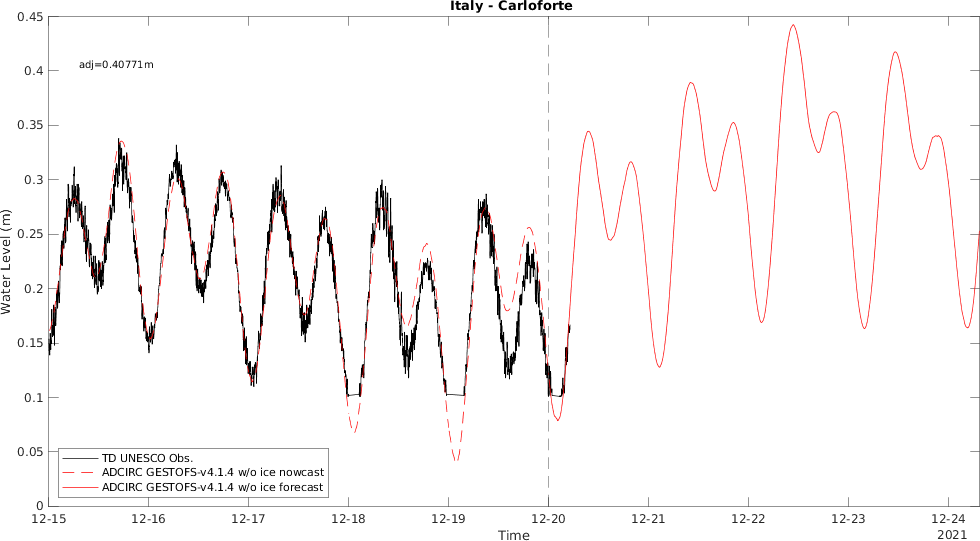 Italy - Carloforte
0.45
adj=0.40771m
0.4
0.35
0.3
0.25
0.2
0.15
0.1
0.05
0
Water Level (m)
TD UNESCO Obs.
ADCIRC GESTOFS-v4.1.4 w/o ice nowcast
ADCIRC GESTOFS-v4.1.4 w/o ice forecast
12-15 12-16 12-17 12-18 12-19 12-20 12-21 12-22 12-23 12-24
Time
2021